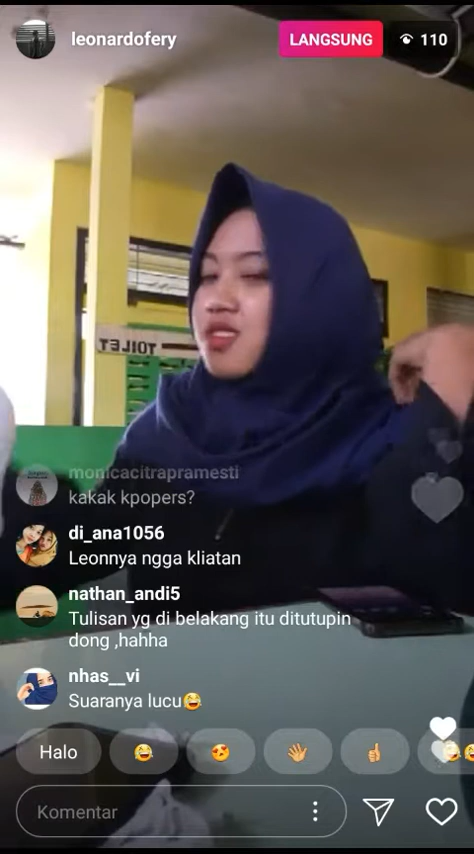 leonardofery
LANGSUNG
110
TOILET
monicacitrapramesti
kakak kpopers?
di_ana1056
Leonnya ngga kliatan
nathan_andi5
Tulisan yg di belakang itu ditutupin
dong ,hahha
nhas__vi
Suaranya lucu😂
Halo
😂
😍
👋
👍
Komentar